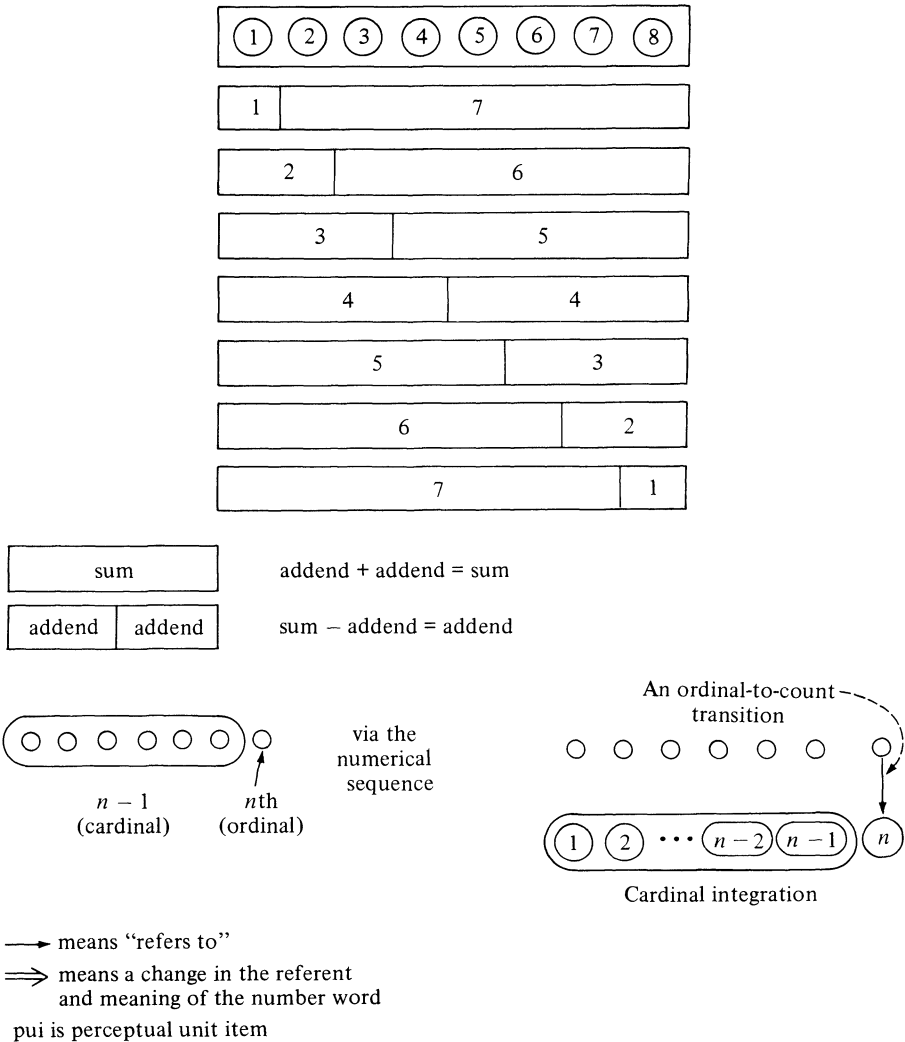 1 2 3 4 5 6 7 8
1 7
2 6
3 5
4 4
5 3
6 2
7 1
sum
addend + addend = sum
addend addend
sum − addend = addend
n − 1
(cardinal)
nth
(ordinal)
via the
numerical
sequence
An ordinal-to-count
transition
1 2 ··· n − 2 n − 1 n
Cardinal integration
→ means “refers to”
⇒ means a change in the referent
and meaning of the number word
pui is perceptual unit item